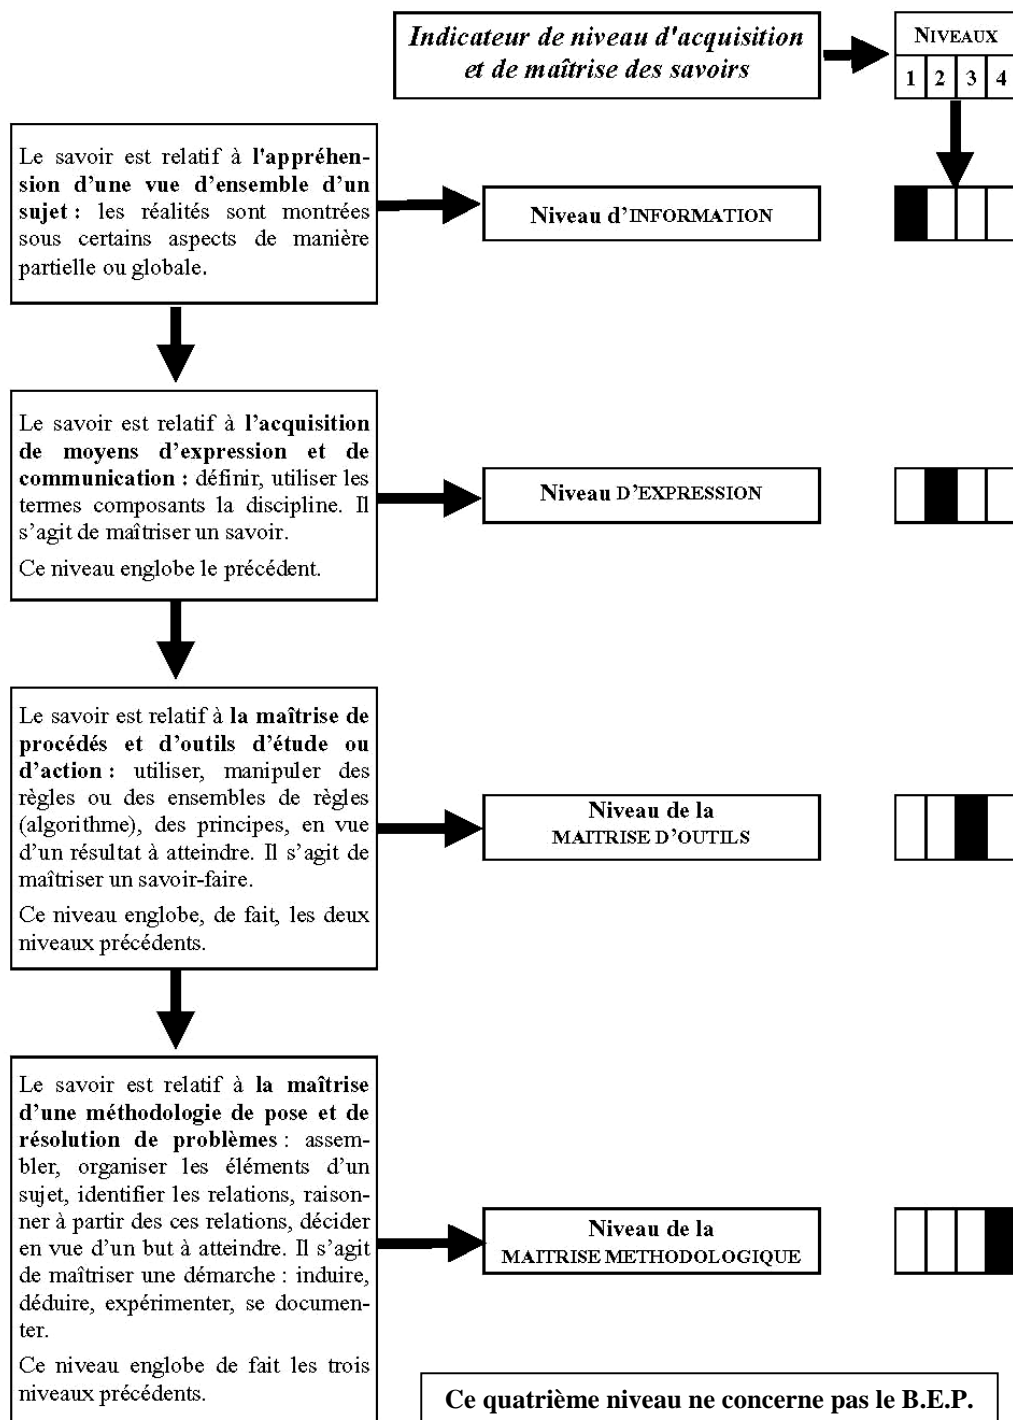 Indicateur de niveau d'acquisition
et de maîtrise des savoirs
NIVEAUX
1 2 3 4
Le savoir est relatif à l'appréhen-
sion d’une vue d’ensemble d’un
sujet : les réalités sont montrées
sous certains aspects de manière
partielle ou globale.
Niveau d’INFORMATION
Le savoir est relatif à l’acquisition
de moyens d’expression et de
communication : définir, utiliser les
termes composants la discipline. Il
s’agit de maîtriser un savoir.
Ce niveau englobe le précédent.
Niveau D’EXPRESSION
Le savoir est relatif à la maîtrise de
procédés et d’outils d’étude ou
d’action : utiliser, manipuler des
règles ou des ensembles de règles
(algorithme), des principes, en vue
d’un résultat à atteindre. Il s’agit de
maîtriser un savoir-faire.
Ce niveau englobe, de fait, les deux
niveaux précédents.
Niveau de la
MAITRISE D’OUTILS
Le savoir est relatif à la maîtrise
d’une méthodologie de pose et de
résolution de problèmes : assem-
bler, organiser les éléments d’un
sujet, identifier les relations, raison-
ner à partir des ces relations, décider
en vue d’un but à atteindre. Il s’agit
de maîtriser une démarche : induire,
déduire, expérimenter, se documen-
ter.
Ce niveau englobe de fait les trois
niveaux précédents.
Niveau de la
MAITRISE METHODOLOGIQUE
Ce quatrième niveau ne concerne pas le B.E.P.